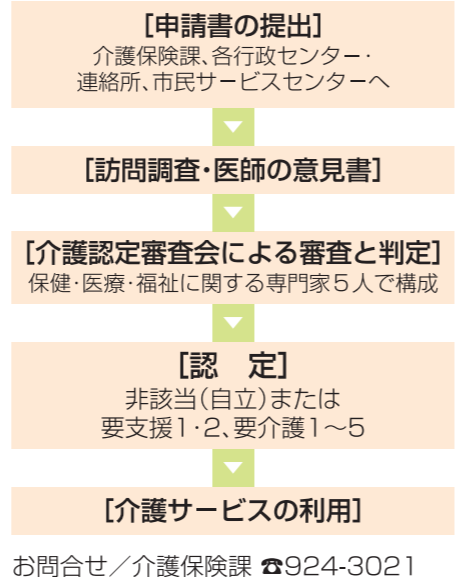 [申請書の提出]
介護保険課、各行政センター・
連絡所、市民サービスセンターへ
[訪問調査・医師の意見書]
[介護認定審査会による審査と判定]
保健・医療・福祉に関する専門家5人で構成
[認　定]
非該当(自立)または
要支援1・2、要介護1～5
[介護サービスの利用]
お問合せ／介護保険課 ☎924-3021